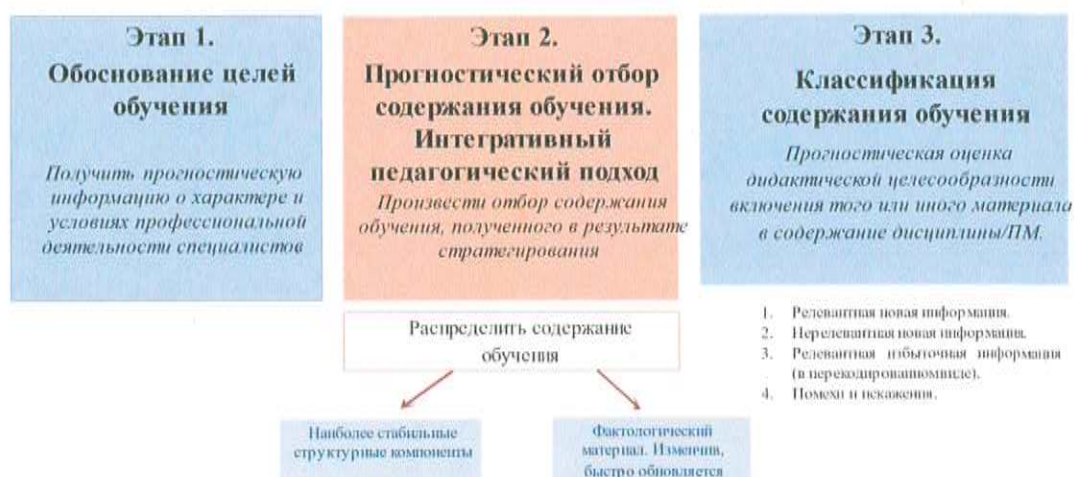 Этап 1.
Обоснование целей
обучения
Получить прогностическую
информацию о характере и
условиях профессиональной
деятельности специалистов
Этап 2.
Прогностический отбор
содержания обучения.
Интегративный
педагогический подход
Произвести отбор содержания
обучения, полученного в результате
стратегирования
Этап 3.
Классификация
содержания обучения
Прогностическая оценка
дидактической целесообразности
включения того или иного материала
в содержание дисциплины/ПМ.
Распределить содержание
обучения
Наиболее стабильные
структурные компоненты
Фактологический
материал. Изменчив,
быстро обновляется
1. Релевантная новая информация.
2. Нерелевантная новая информация.
3. Релевантная избыточная информация
(в перекодированномвиде).
4. Помехи и искажения.